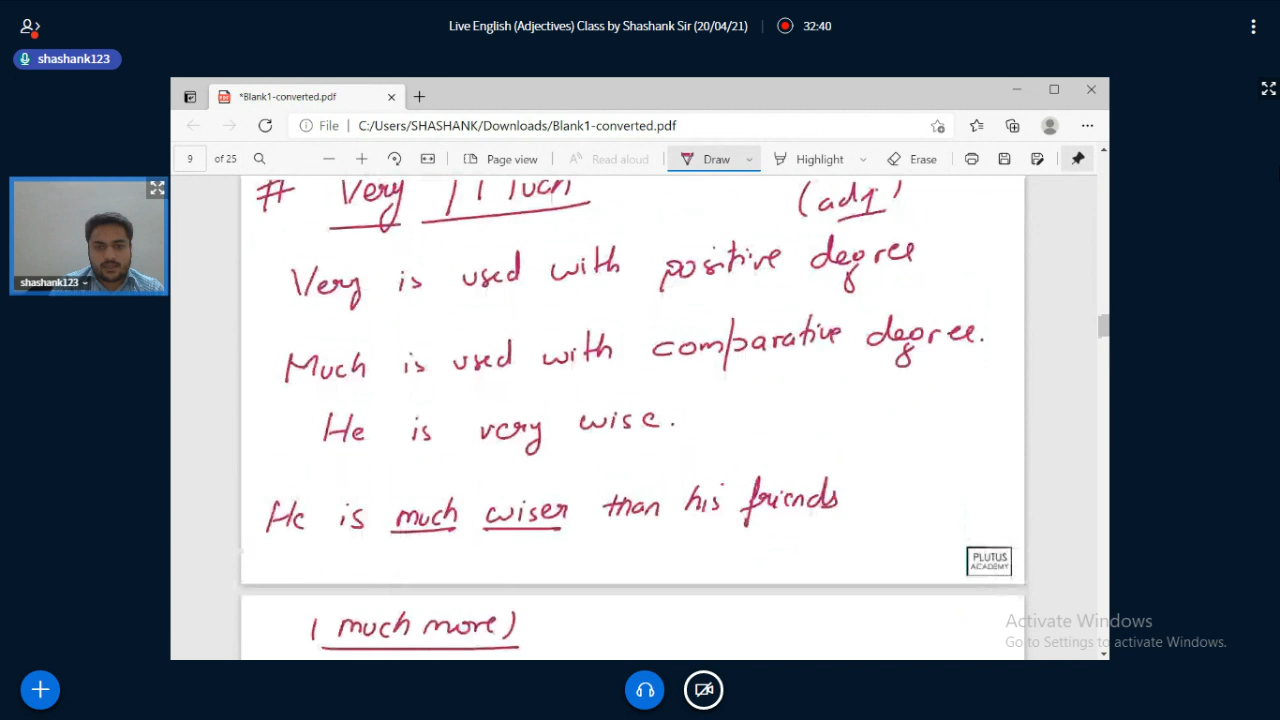 Live English (Adjectives) Class by Shashank Sir (20/04/21)
32:40
shashank123
*Blank1-converted.pdf
File
C:/Users/SHASHANK/Downloads/Blank1-converted.pdf
9 of 25
Page view
Read aloud
Draw
Highlight
Erase
# Very / Much (adj)
Very is used with positive degree
Much is used with comparative degree.
He is very wise.
He is much wiser than his friends
PLUTUS
ACADEMY
(much more)
shashank123
Activate Windows
Go to Settings to activate Windows.